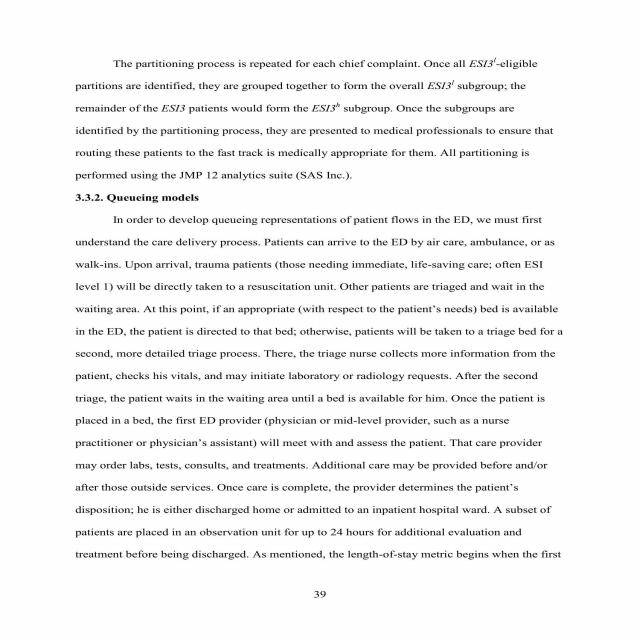 The partitioning process is repeated for each chief complaint. Once all ESI3ˡ-eligible
partitions are identified, they are grouped together to form the overall ESI3ˡ subgroup; the
remainder of the ESI3 patients would form the ESI3ʰ subgroup. Once the subgroups are
identified by the partitioning process, they are presented to medical professionals to ensure that
routing these patients to the fast track is medically appropriate for them. All partitioning is
performed using the JMP 12 analytics suite (SAS Inc.).
3.3.2. Queueing models
In order to develop queueing representations of patient flows in the ED, we must first
understand the care delivery process. Patients can arrive to the ED by air care, ambulance, or as
walk-ins. Upon arrival, trauma patients (those needing immediate, life-saving care; often ESI
level 1) will be directly taken to a resuscitation unit. Other patients are triaged and wait in the
waiting area. At this point, if an appropriate (with respect to the patient’s needs) bed is available
in the ED, the patient is directed to that bed; otherwise, patients will be taken to a triage bed for a
second, more detailed triage process. There, the triage nurse collects more information from the
patient, checks his vitals, and may initiate laboratory or radiology requests. After the second
triage, the patient waits in the waiting area until a bed is available for him. Once the patient is
placed in a bed, the first ED provider (physician or mid-level provider, such as a nurse
practitioner or physician’s assistant) will meet with and assess the patient. That care provider
may order labs, tests, consults, and treatments. Additional care may be provided before and/or
after those outside services. Once care is complete, the provider determines the patient’s
disposition; he is either discharged home or admitted to an inpatient hospital ward. A subset of
patients are placed in an observation unit for up to 24 hours for additional evaluation and
treatment before being discharged. As mentioned, the length-of-stay metric begins when the first
39